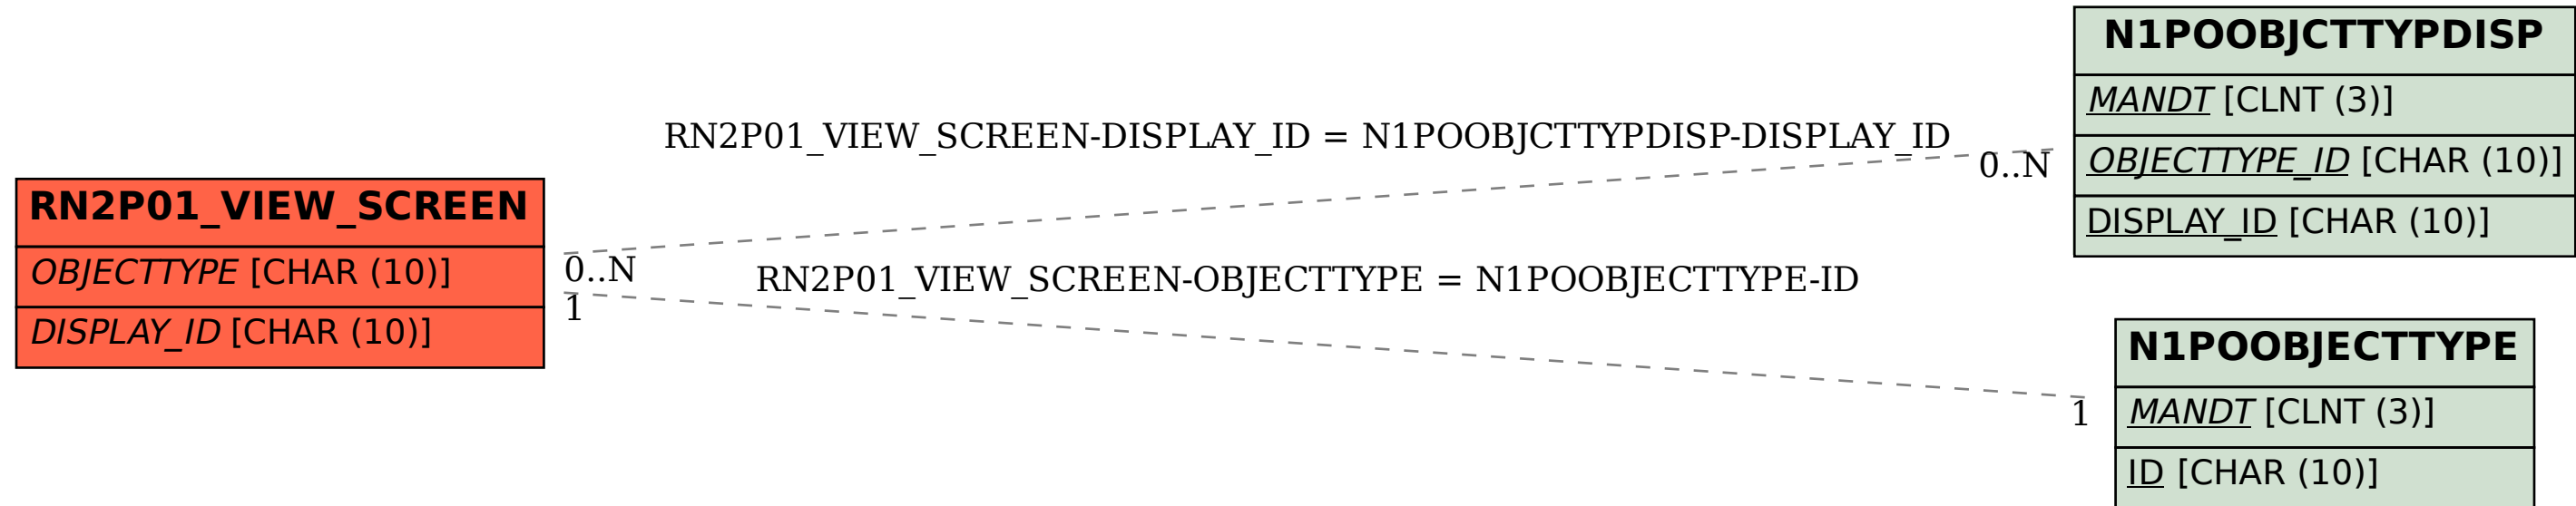 N1POOBJCTTYPDISP
MANDT [CLNT (3)]
OBJECTTYPE_ID [CHAR (10)]
DISPLAY_ID [CHAR (10)]
RN2P01_VIEW_SCREEN-DISPLAY_ID = N1POOBJCTTYPDISP-DISPLAY_ID
0..N
RN2P01_VIEW_SCREEN
OBJECTTYPE [CHAR (10)]
DISPLAY_ID [CHAR (10)]
0..N
1
RN2P01_VIEW_SCREEN-OBJECTTYPE = N1POOBJECTTYPE-ID
1
N1POOBJECTTYPE
MANDT [CLNT (3)]
ID [CHAR (10)]